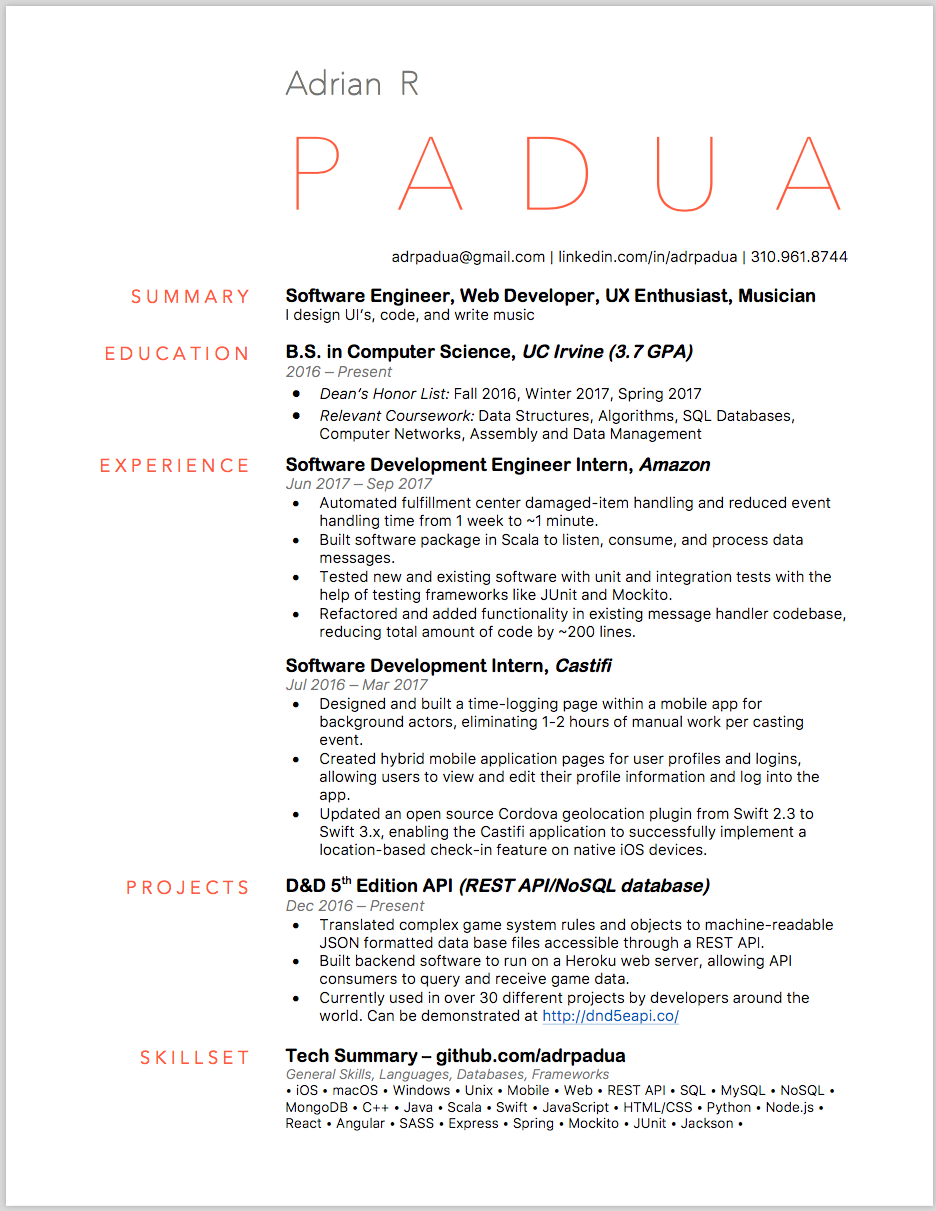 Adrian R
PADUA
adrpadua@gmail.com | linkedin.com/in/adrpadua | 310.961.8744
SUMMARY
Software Engineer, Web Developer, UX Enthusiast, Musician
I design UI's, code, and write music
EDUCATION
B.S. in Computer Science, UC Irvine (3.7 GPA)
2016 – Present
• Dean's Honor List: Fall 2016, Winter 2017, Spring 2017
• Relevant Coursework: Data Structures, Algorithms, SQL Databases,
Computer Networks, Assembly and Data Management
EXPERIENCE
Software Development Engineer Intern, Amazon
Jun 2017 – Sep 2017
• Automated fulfillment center damaged-item handling and reduced event
handling time from 1 week to ~1 minute.
• Built software package in Scala to listen, consume, and process data
messages.
• Tested new and existing software with unit and integration tests with the
help of testing frameworks like JUnit and Mockito.
• Refactored and added functionality in existing message handler codebase,
reducing total amount of code by ~200 lines.
Software Development Intern, Castifi
Jul 2016 – Mar 2017
• Designed and built a time-logging page within a mobile app for
background actors, eliminating 1-2 hours of manual work per casting
event.
• Created hybrid mobile application pages for user profiles and logins,
allowing users to view and edit their profile information and log into the
app.
• Updated an open source Cordova geolocation plugin from Swift 2.3 to
Swift 3.x, enabling the Castifi application to successfully implement a
location-based check-in feature on native iOS devices.
PROJECTS
D&D 5th Edition API (REST API/NoSQL database)
Dec 2016 – Present
• Translated complex game system rules and objects to machine-readable
JSON formatted data base files accessible through a REST API.
• Built backend software to run on a Heroku web server, allowing API
consumers to query and receive game data.
• Currently used in over 30 different projects by developers around the
world. Can be demonstrated at http://dnd5eapi.co/
SKILLSET
Tech Summary – github.com/adrpadua
General Skills, Languages, Databases, Frameworks
• iOS • macOS • Windows • Unix • Mobile • Web • REST API • SQL • MySQL • NoSQL •
MongoDB • C++ • Java • Scala • Swift • JavaScript • HTML/CSS • Python • Node.js •
React • Angular • SASS • Express • Spring • Mockito • JUnit • Jackson •